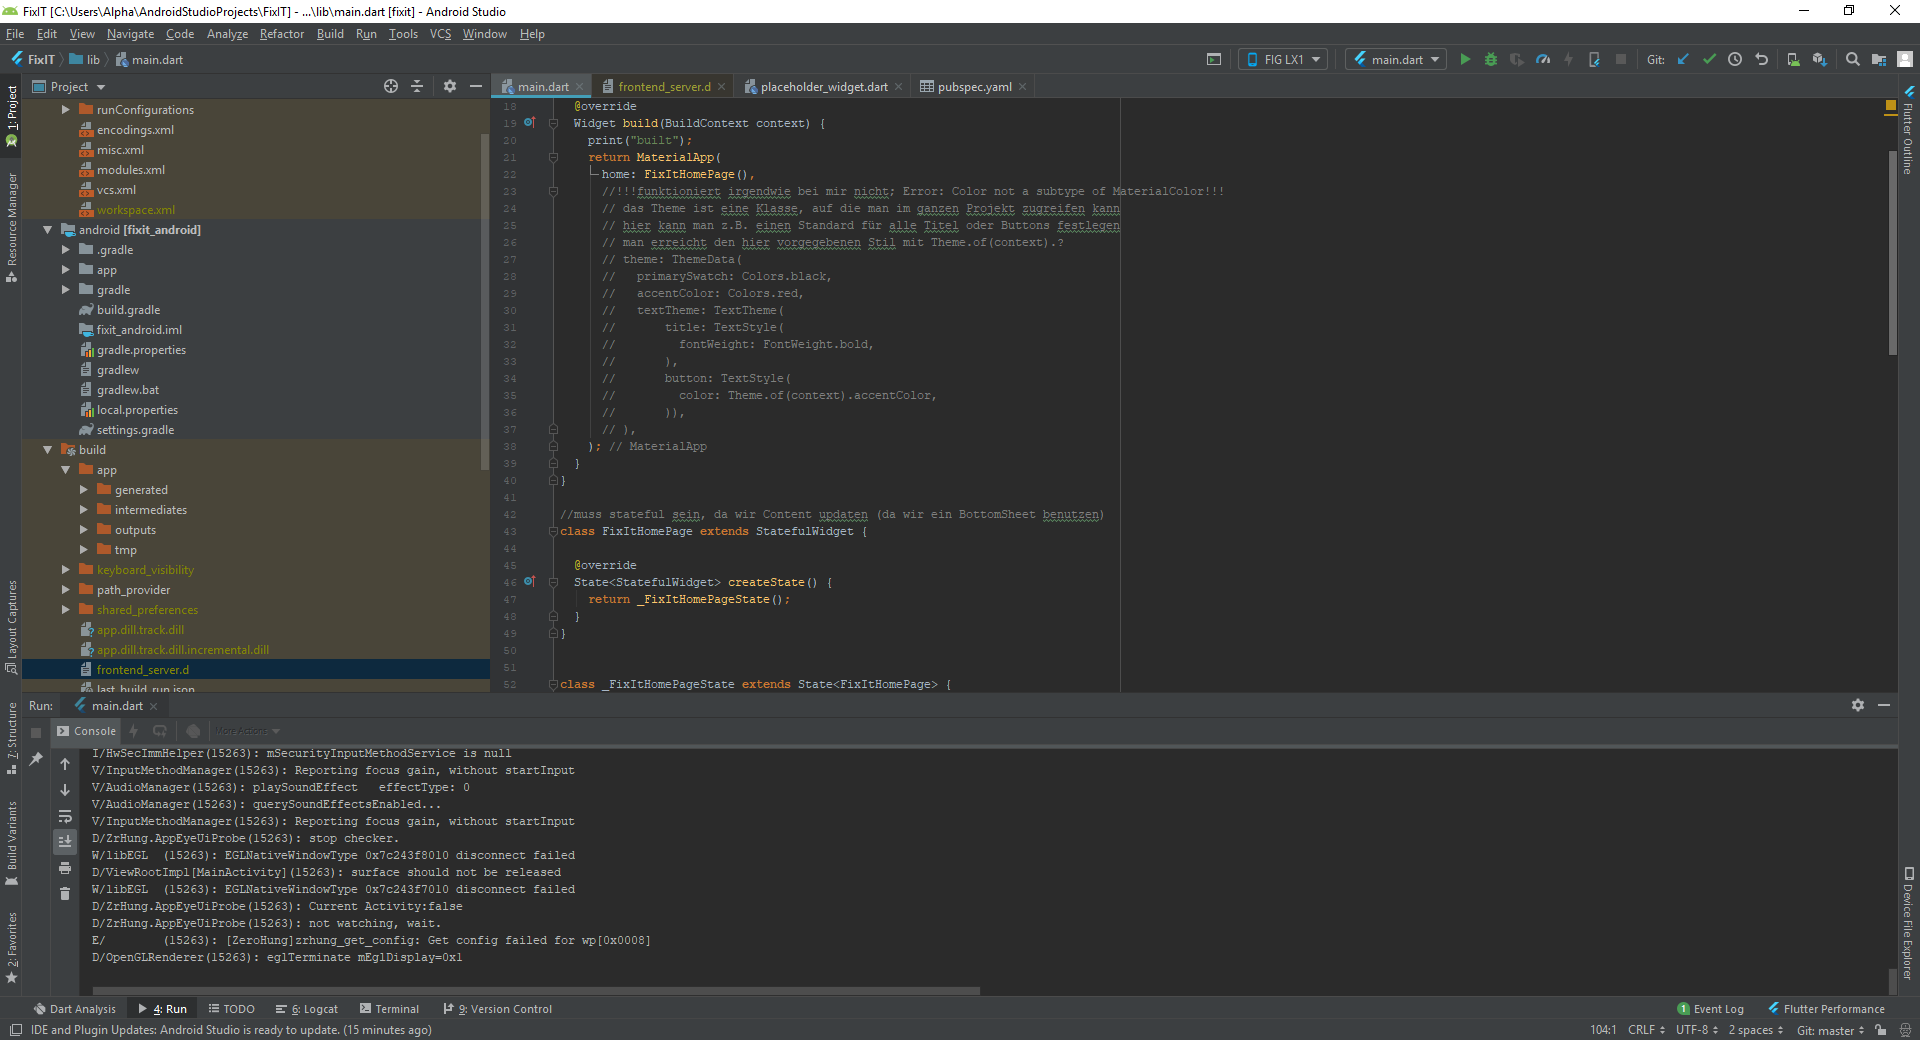 FixIT [C:\Users\Alpha\AndroidStudioProjects\FixIT] - ...\lib\main.dart [fixit] - Android Studio
File Edit View Navigate Code Analyze Refactor Build Run Tools VCS Window Help
FixIT lib main.dart
FIG LX1 main.dart Git:
Project
main.dart frontend_server.d placeholder_widget.dart pubspec.yaml
1: Project
Resource Manager
Layout Captures
7: Structure
Build Variants
2: Favorites
runConfigurations
encodings.xml
misc.xml
modules.xml
vcs.xml
workspace.xml
android [fixit_android]
.gradle
app
gradle
build.gradle
fixit_android.iml
gradle.properties
gradlew
gradlew.bat
local.properties
settings.gradle
build
app
generated
intermediates
outputs
tmp
keyboard_visibility
path_provider
shared_preferences
app.dill.track.dill
app.dill.track.dill.incremental.dill
frontend_server.d
last_build_run.json
18 @override
19 Widget build(BuildContext context) {
20 print("built");
21 return MaterialApp(
22 home: FixItHomePage(),
23 //!!!funktioniert irgendwie bei mir nicht; Error: Color not a subtype of MaterialColor!!!
24 // das Theme ist eine Klasse, auf die man im ganzen Projekt zugreifen kann
25 // hier kann man z.B. einen Standard für alle Titel oder Buttons festlegen
26 // man erreicht den hier vorgegebenen Stil mit Theme.of(context).?
27 // theme: ThemeData(
28 // primarySwatch: Colors.black,
29 // accentColor: Colors.red,
30 // textTheme: TextTheme(
31 // title: TextStyle(
32 // fontWeight: FontWeight.bold,
33 // ),
34 // button: TextStyle(
35 // color: Theme.of(context).accentColor,
36 // )),
37 // ),
38 ); // MaterialApp
39 }
40 }
41
42 //muss stateful sein, da wir Content updaten (da wir ein BottomSheet benutzen)
43 class FixItHomePage extends StatefulWidget {
44
45 @override
46 State<StatefulWidget> createState() {
47 return _FixItHomePageState();
48 }
49 }
50
51
52 class _FixItHomePageState extends State<FixItHomePage> {
Flutter Outline
Device File Explorer
Run: main.dart
Console More Actions
I/HwSecImmHelper(15263): mSecurityInputMethodService is null
V/InputMethodManager(15263): Reporting focus gain, without startInput
V/AudioManager(15263): playSoundEffect effectType: 0
V/AudioManager(15263): querySoundEffectsEnabled...
V/InputMethodManager(15263): Reporting focus gain, without startInput
D/ZrHung.AppEyeUiProbe(15263): stop checker.
W/libEGL (15263): EGLNativeWindowType 0x7c243f8010 disconnect failed
D/ViewRootImpl[MainActivity](15263): surface should not be released
W/libEGL (15263): EGLNativeWindowType 0x7c243f7010 disconnect failed
D/ZrHung.AppEyeUiProbe(15263): Current Activity:false
D/ZrHung.AppEyeUiProbe(15263): not watching, wait.
E/ (15263): [ZeroHung]zrhung_get_config: Get config failed for wp[0x0008]
D/OpenGLRenderer(15263): eglTerminate mEglDisplay=0x1
Dart Analysis 4: Run TODO 6: Logcat Terminal 9: Version Control 1 Event Log Flutter Performance
IDE and Plugin Updates: Android Studio is ready to update. (15 minutes ago) 104:1 CRLF UTF-8 2 spaces Git: master